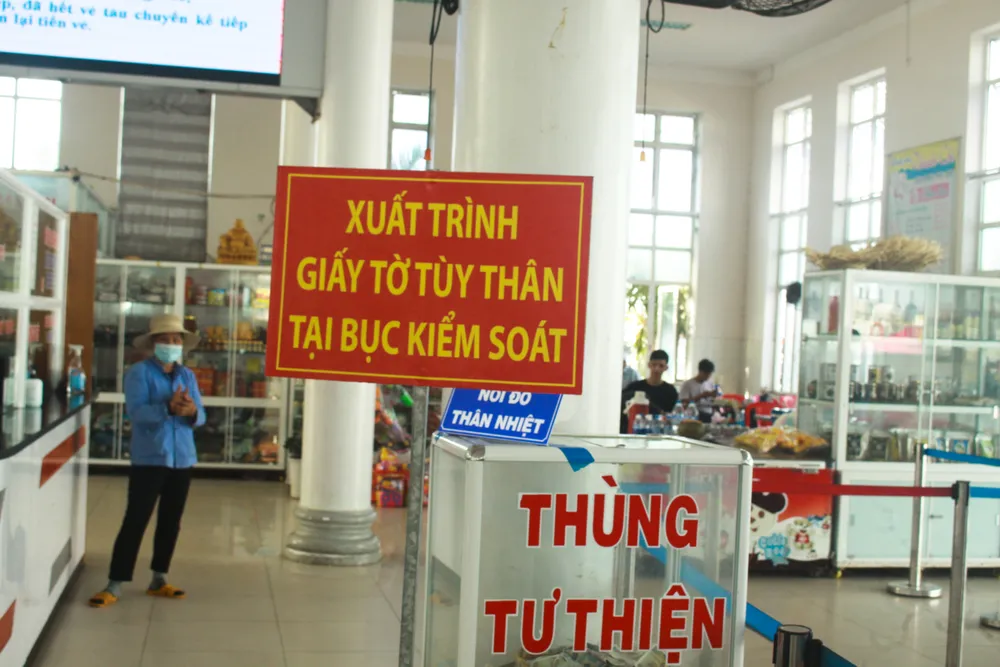 đã hết vé tàu chuyến kế tiếp
lại tiền vé.
XUẤT TRÌNH
GIẤY TỜ TÙY THÂN
TẠI BỤC KIỂM SOÁT
NƠI ĐO
THÂN NHIỆT
THÙNG
TƯ THIỆN